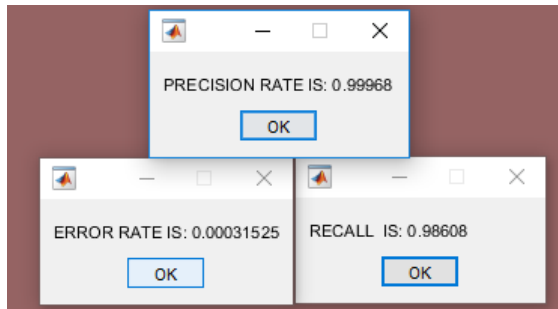 PRECISION RATE IS: 0.99968
OK
ERROR RATE IS: 0.00031525
OK
RECALL  IS: 0.98608
OK